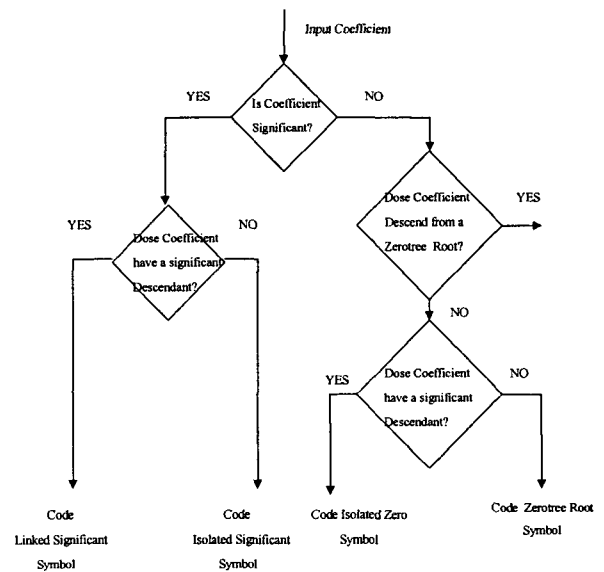 Input Coefficient
YES
NO
Is Coefficient
Significant?
Dose Coefficient
Descend from a
Zerotree Root?
YES
YES
NO
Dose Coefficient
have a significant
Descendant?
NO
YES
NO
Dose Coefficient
have a significant
Descendant?
Code
Linked Significant
Symbol
Code
Isolated Significant
Symbol
Code Isolated Zero
Symbol
Code Zerotree Root
Symbol